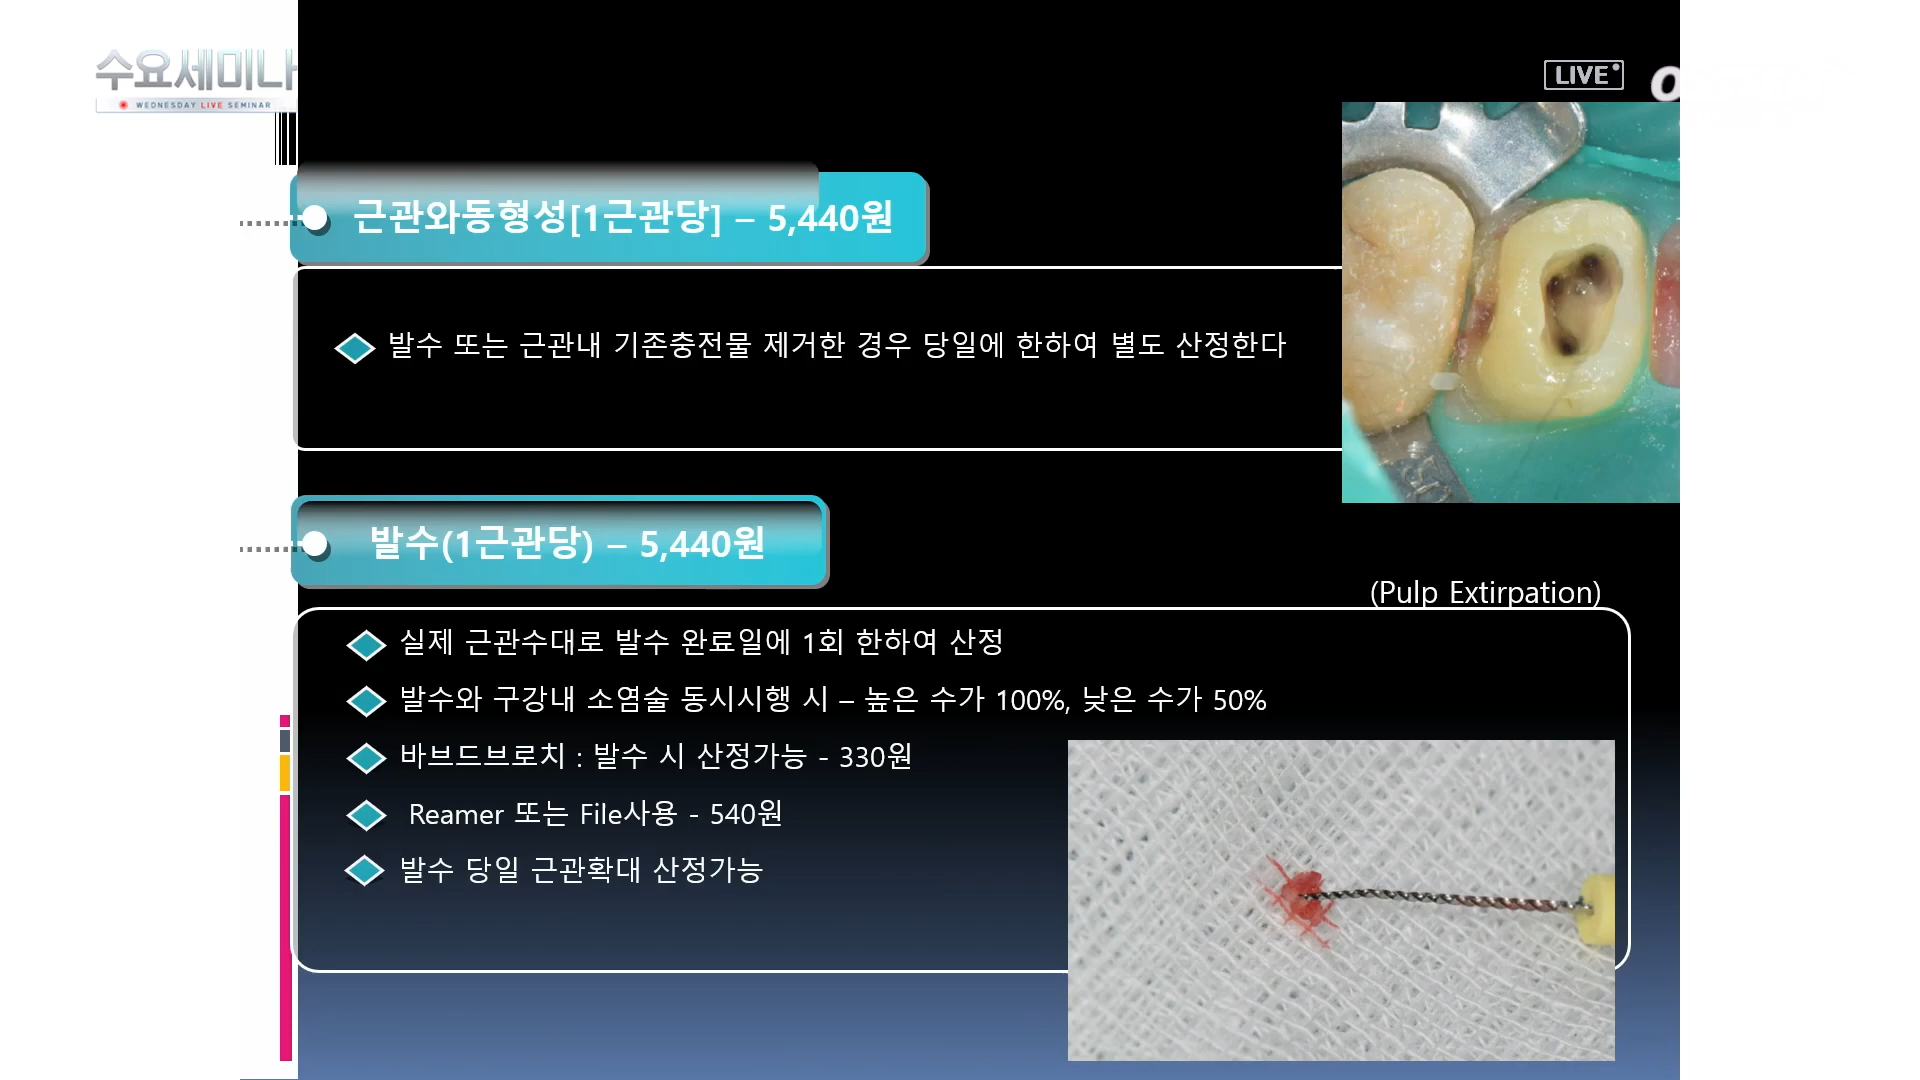 수요세미나
WEDNESDAY LIVE SEMINAR
LIVE
근관와동형성[1근관당] – 5,440원
발수 또는 근관내 기존충전물 제거한 경우 당일에 한하여 별도 산정한다
발수(1근관당) – 5,440원
(Pulp Extirpation)
실제 근관수대로 발수 완료일에 1회 한하여 산정
발수와 구강내 소염술 동시시행 시 – 높은 수가 100%, 낮은 수가 50%
바브드브로치 : 발수 시 산정가능 - 330원
Reamer 또는 File사용 - 540원
발수 당일 근관확대 산정가능